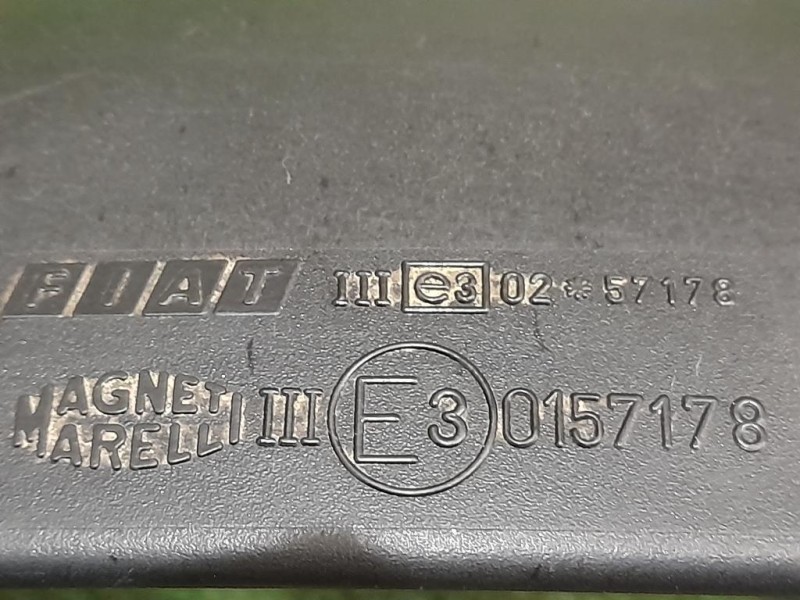 FIAT III e3 02*57178
MAGNETI III E3 0157178
MARELLI